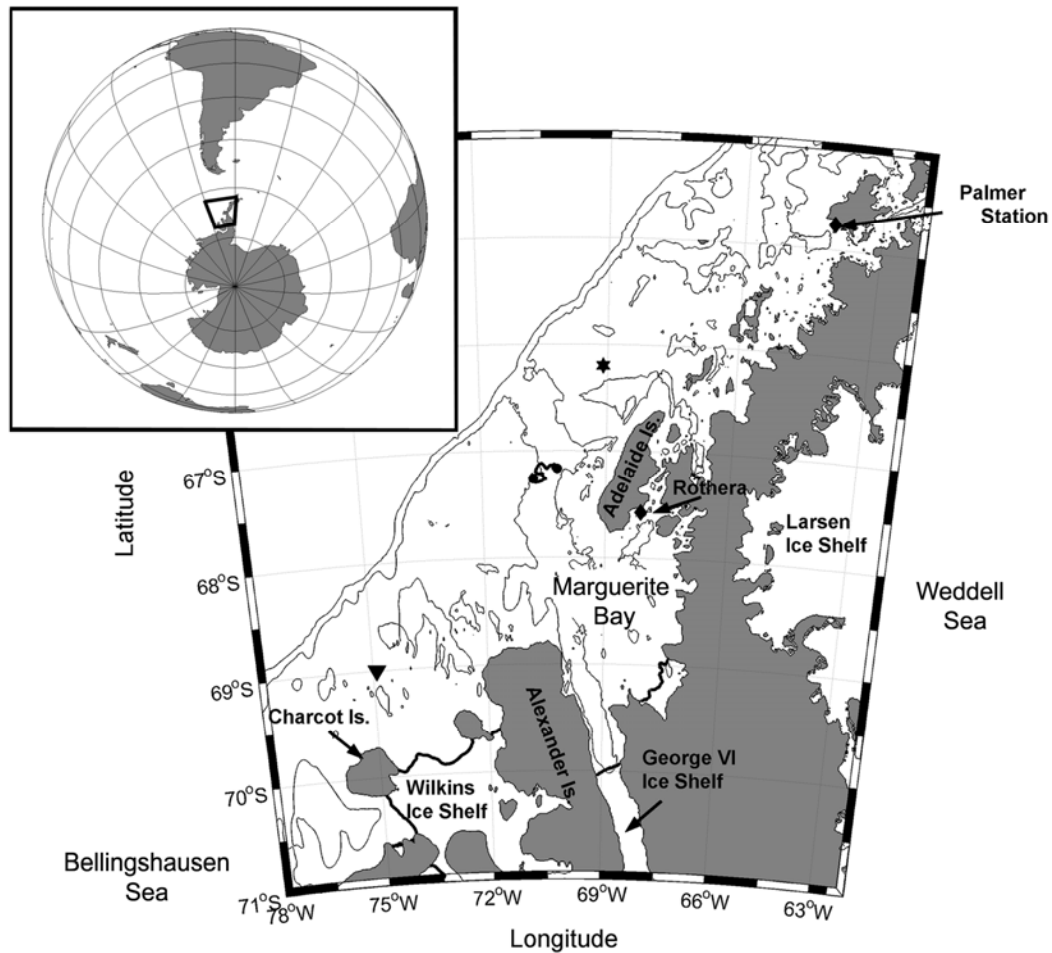 Palmer
Station
67°S
Adelaide Is.
Rothera
Larsen
Ice Shelf
Latitude
68°S
Marguerite
Bay
Weddell
Sea
69°S
Charcot Is.
Alexander Is.
George VI
Ice Shelf
70°S
Wilkins
Ice Shelf
Bellingshausen
Sea
71°S
78°W
75°W
72°W
69°W
66°W
63°W
Longitude